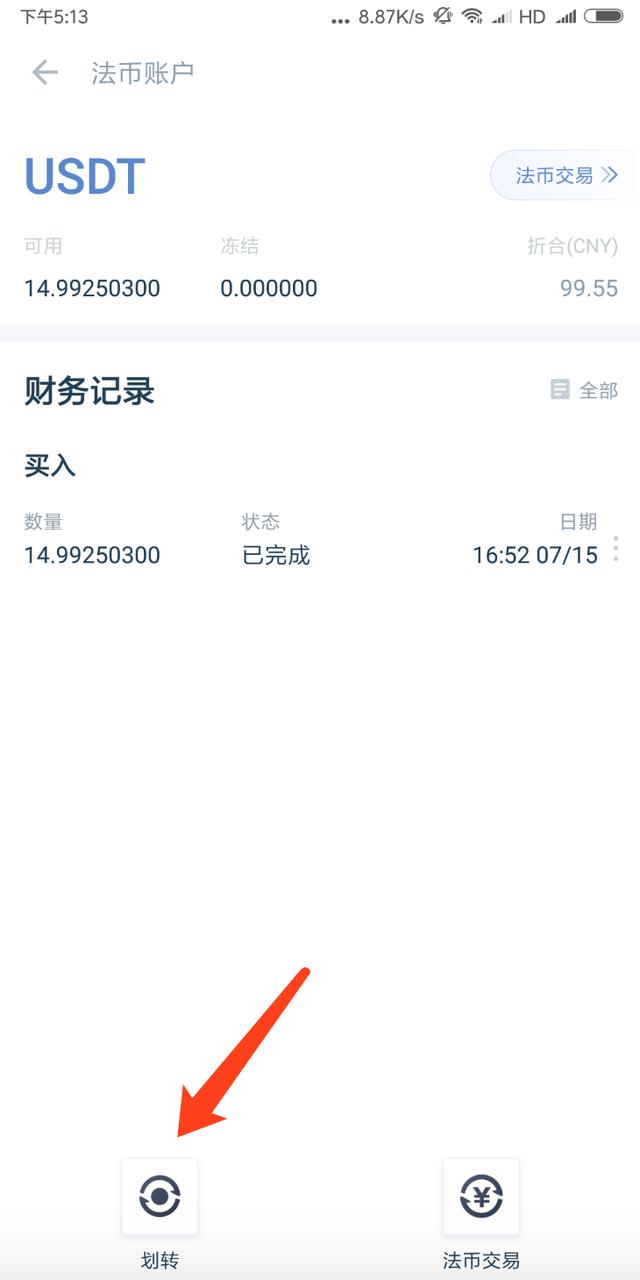 下午5:13 ... 8.87K/s HD
法币账户
USDT 法币交易
可用 冻结 折合(CNY)
14.99250300 0.000000 99.55
财务记录 全部
买入
数量 状态 日期
14.99250300 已完成 16:52 07/15
¥
划转 法币交易